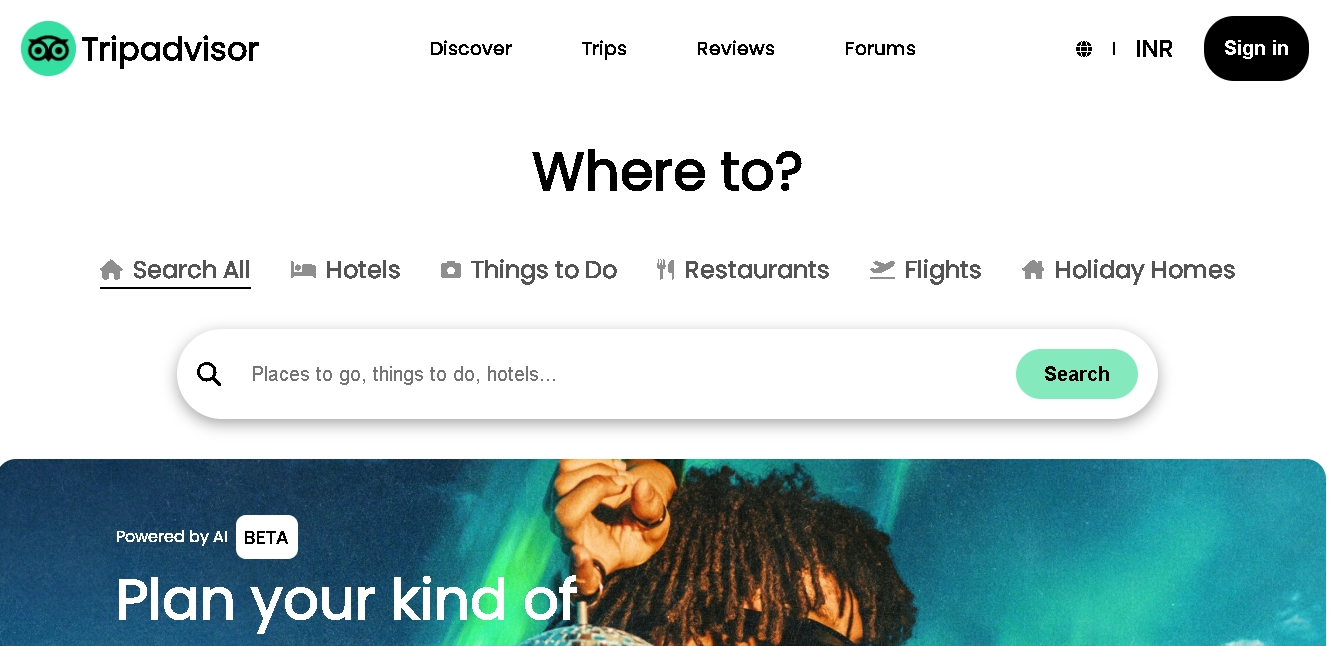 Tripadvisor Discover Trips Reviews Forums | INR Sign in
Where to?
Search All Hotels Things to Do Restaurants Flights Holiday Homes
Places to go, things to do, hotels... Search
Powered by AI BETA
Plan your kind of